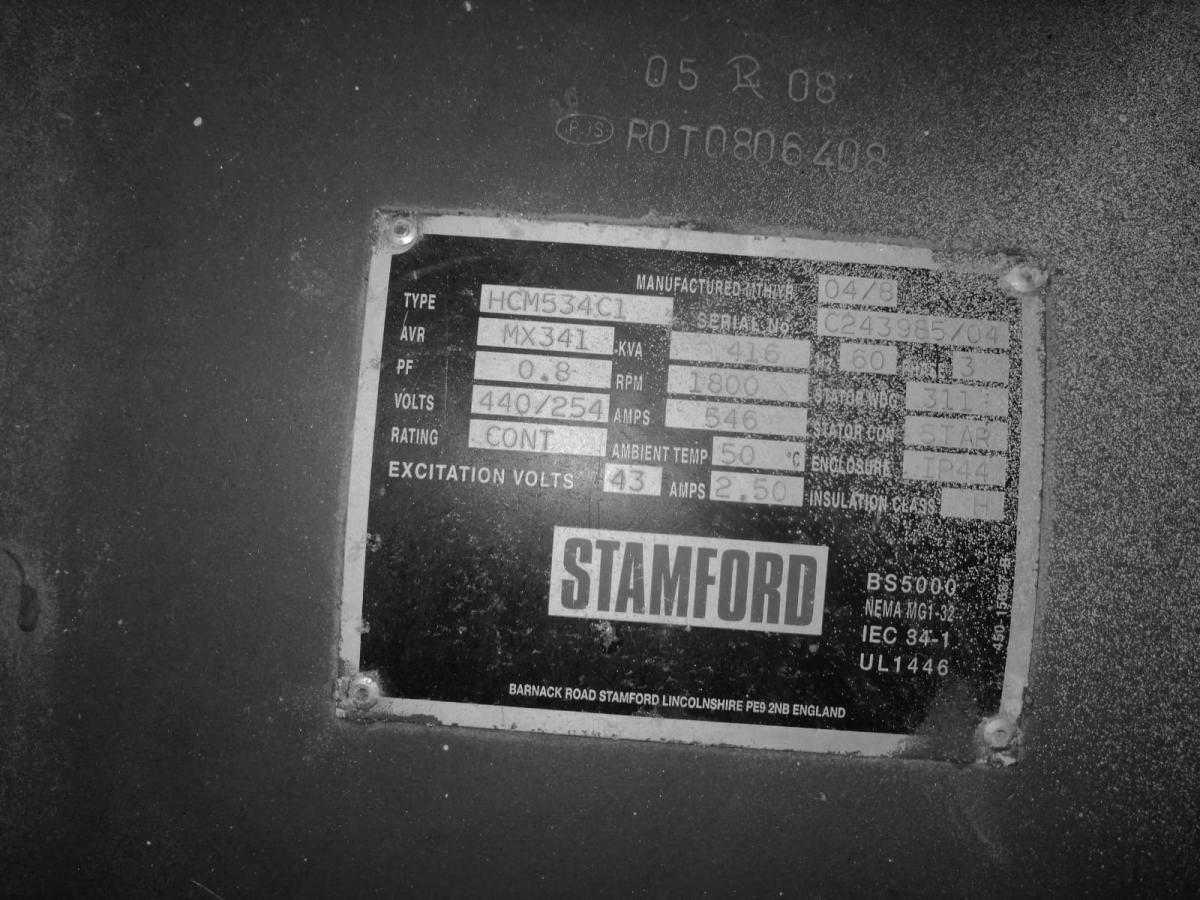 05 R 08
PJS ROT0806408
MANUFACTURED MTH/YR 04/8
TYPE HCM534C1 SERIAL No. C243985/04
AVR MX341 KVA 416 60 3
PF 0.8 RPM 1800 STATOR WDG 311
VOLTS 440/254 AMPS 546 STATOR CON STAR
RATING CONT AMBIENT TEMP 50 °C ENCLOSURE IP44
EXCITATION VOLTS 43 AMPS 2.50 INSULATION CLASS H
STAMFORD
BS5000
NEMA MG1-32
IEC 34-1
UL1446
BARNACK ROAD STAMFORD LINCOLNSHIRE PE9 2NB ENGLAND